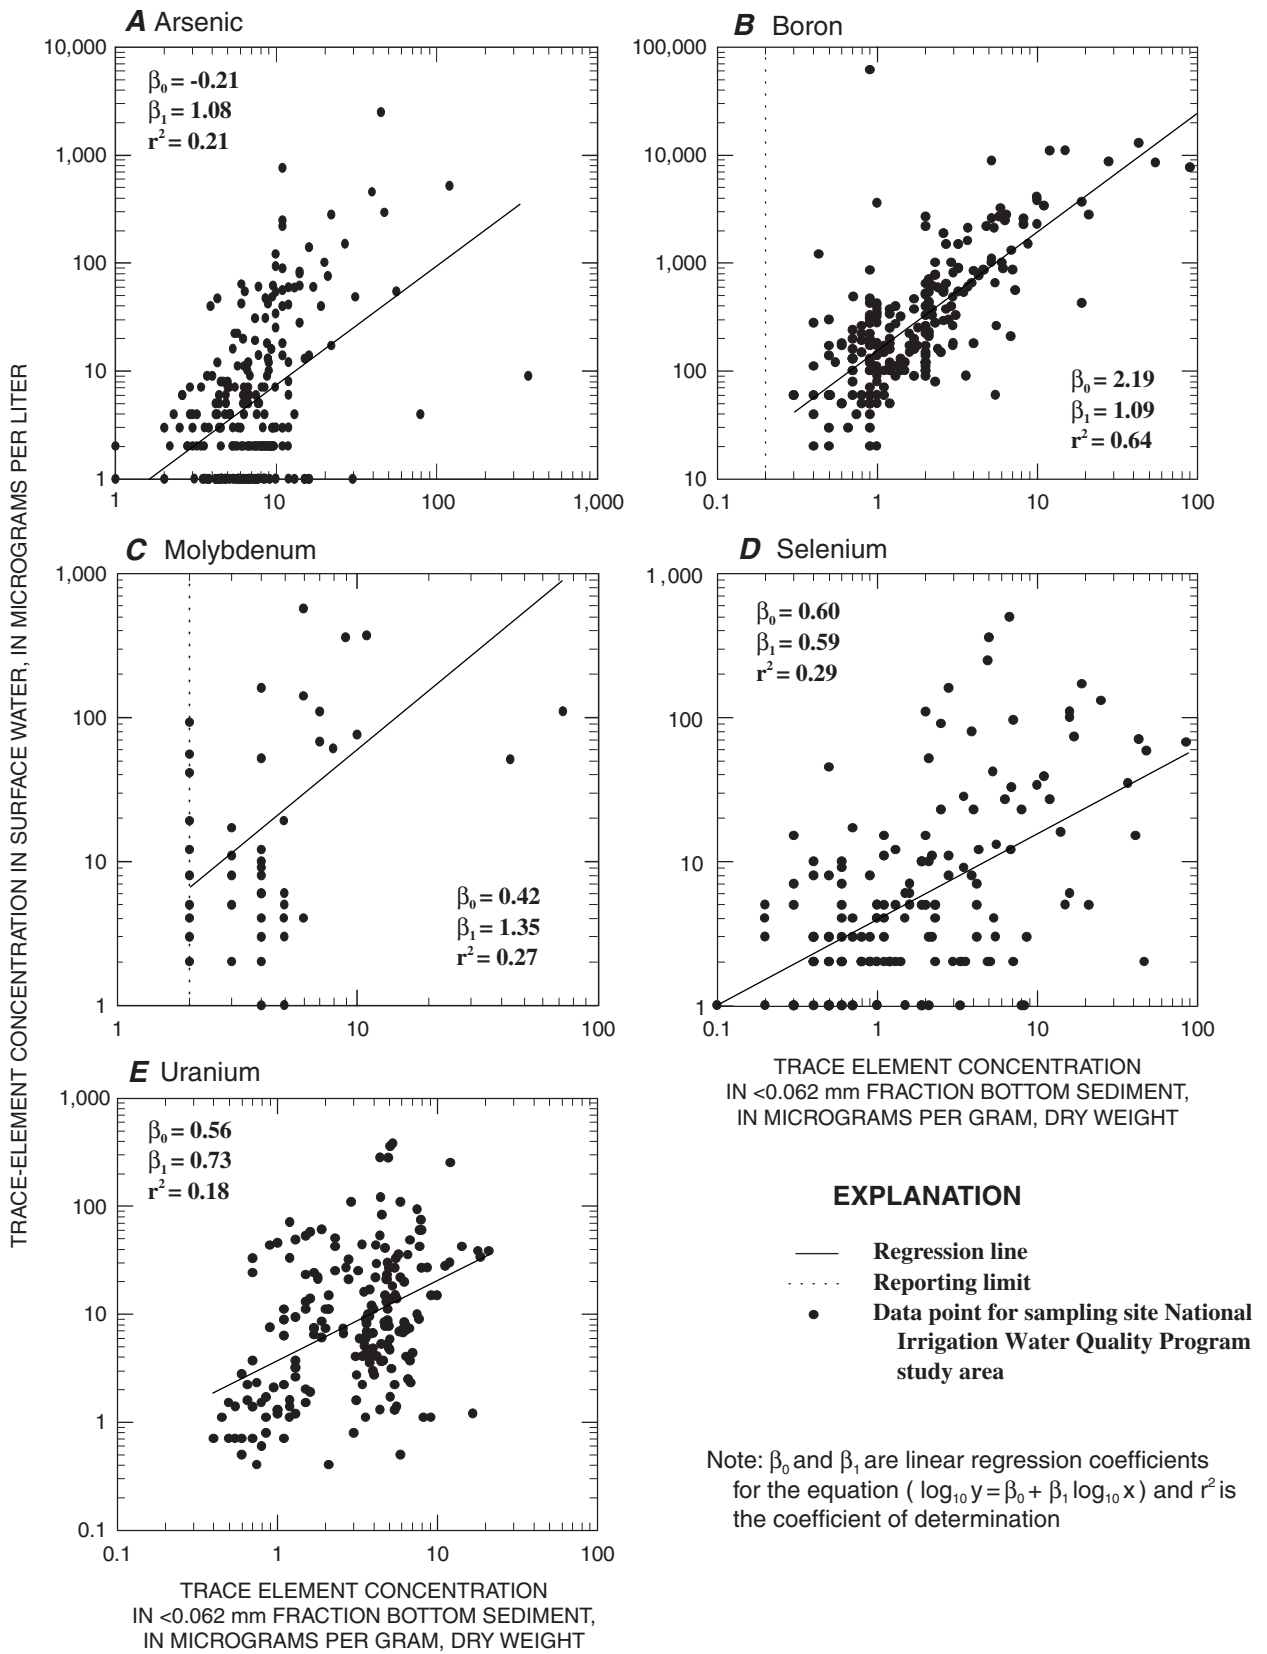 A Arsenic
10,000
1,000
100
10
1
1
10
100
1,000
β₀ = -0.21
β₁ = 1.08
r² = 0.21
B Boron
100,000
10,000
1,000
100
10
0.1
1
10
100
β₀ = 2.19
β₁ = 1.09
r² = 0.64
TRACE-ELEMENT CONCENTRATION IN SURFACE WATER, IN MICROGRAMS PER LITER
C Molybdenum
1,000
100
10
1
1
10
100
β₀ = 0.42
β₁ = 1.35
r² = 0.27
D Selenium
1,000
100
10
1
0.1
1
10
100
β₀ = 0.60
β₁ = 0.59
r² = 0.29
TRACE ELEMENT CONCENTRATION
IN <0.062 mm FRACTION BOTTOM SEDIMENT,
IN MICROGRAMS PER GRAM, DRY WEIGHT
E Uranium
1,000
100
10
1
0.1
0.1
1
10
100
β₀ = 0.56
β₁ = 0.73
r² = 0.18
TRACE ELEMENT CONCENTRATION
IN <0.062 mm FRACTION BOTTOM SEDIMENT,
IN MICROGRAMS PER GRAM, DRY WEIGHT
EXPLANATION
Regression line
Reporting limit
Data point for sampling site National
Irrigation Water Quality Program
study area
Note: β₀ and β₁ are linear regression coefficients
for the equation ( log₁₀ y = β₀ + β₁ log₁₀ x ) and r² is
the coefficient of determination